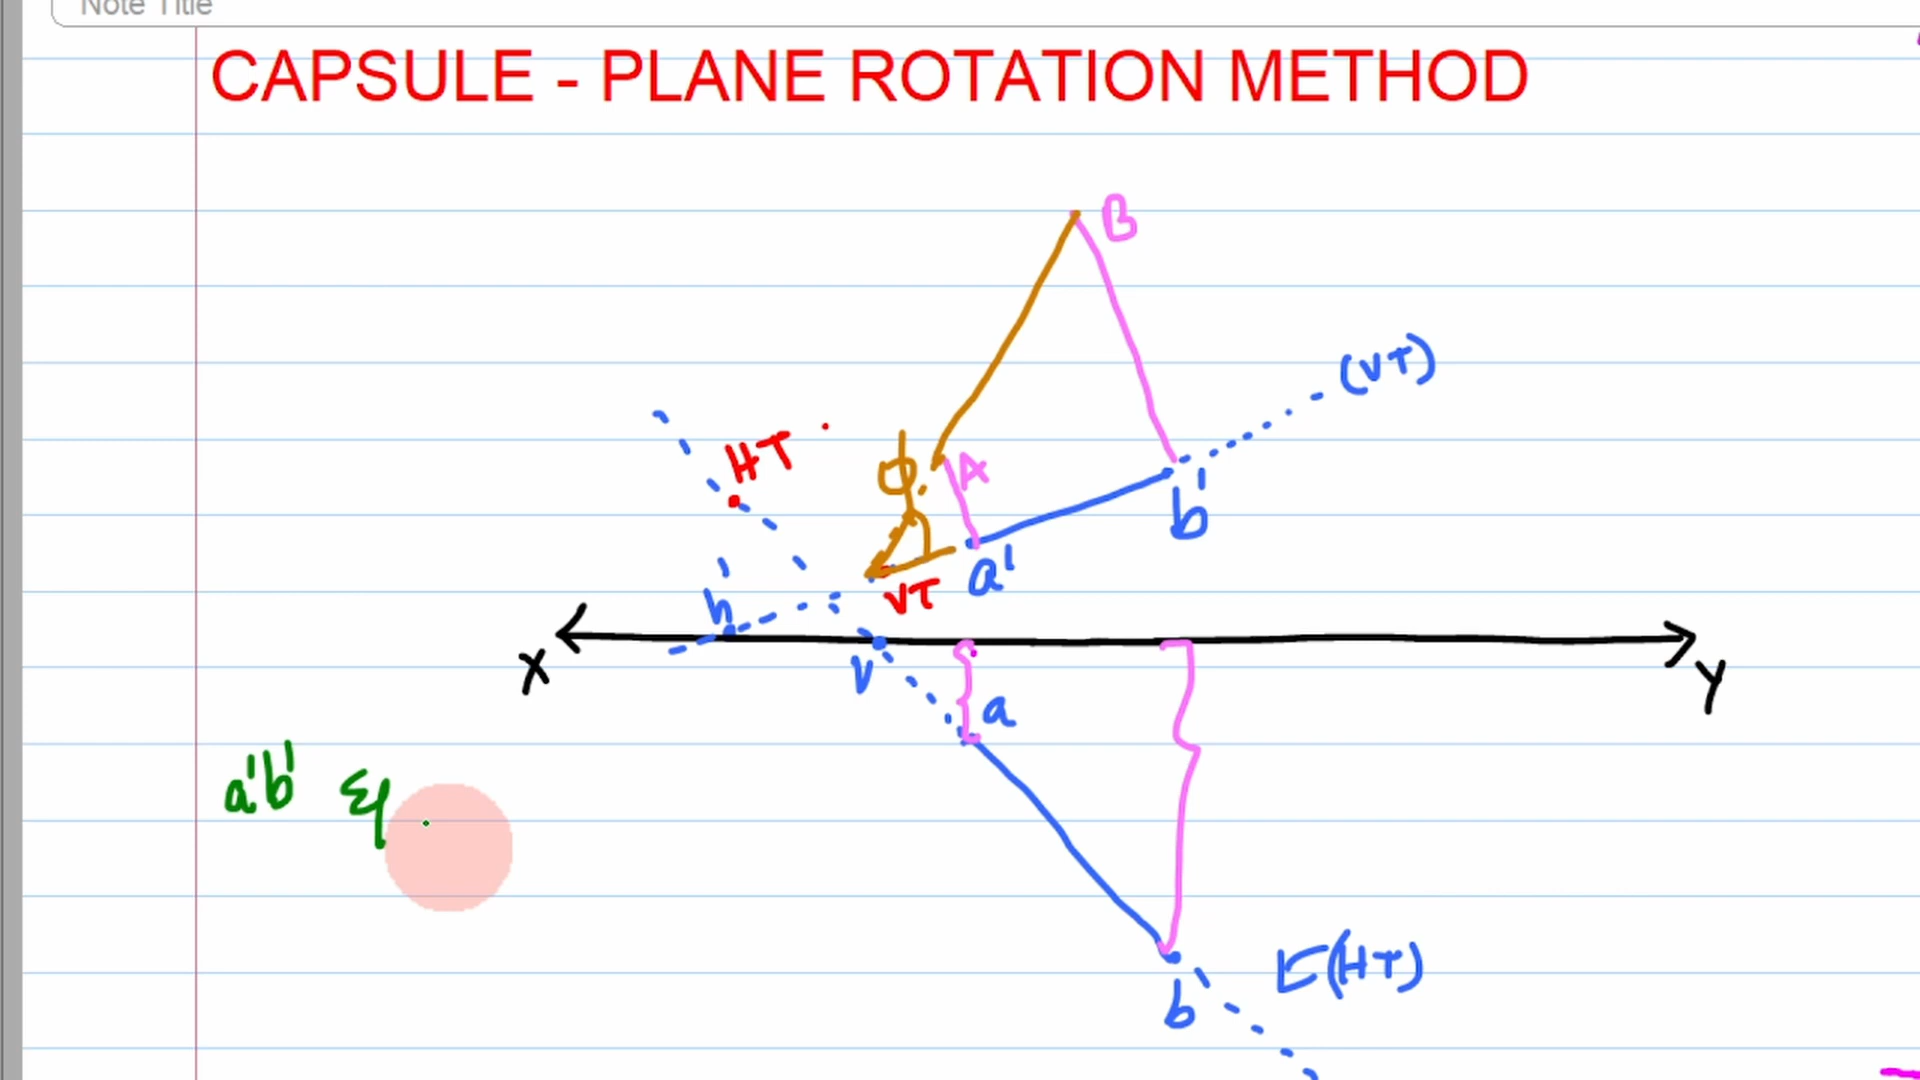 Note Title
CAPSULE - PLANE ROTATION METHOD
B
(VT)
HT
φ
A
b'
a'
VT
h'
X
V
Y
a
a'b' &
(HT)
b